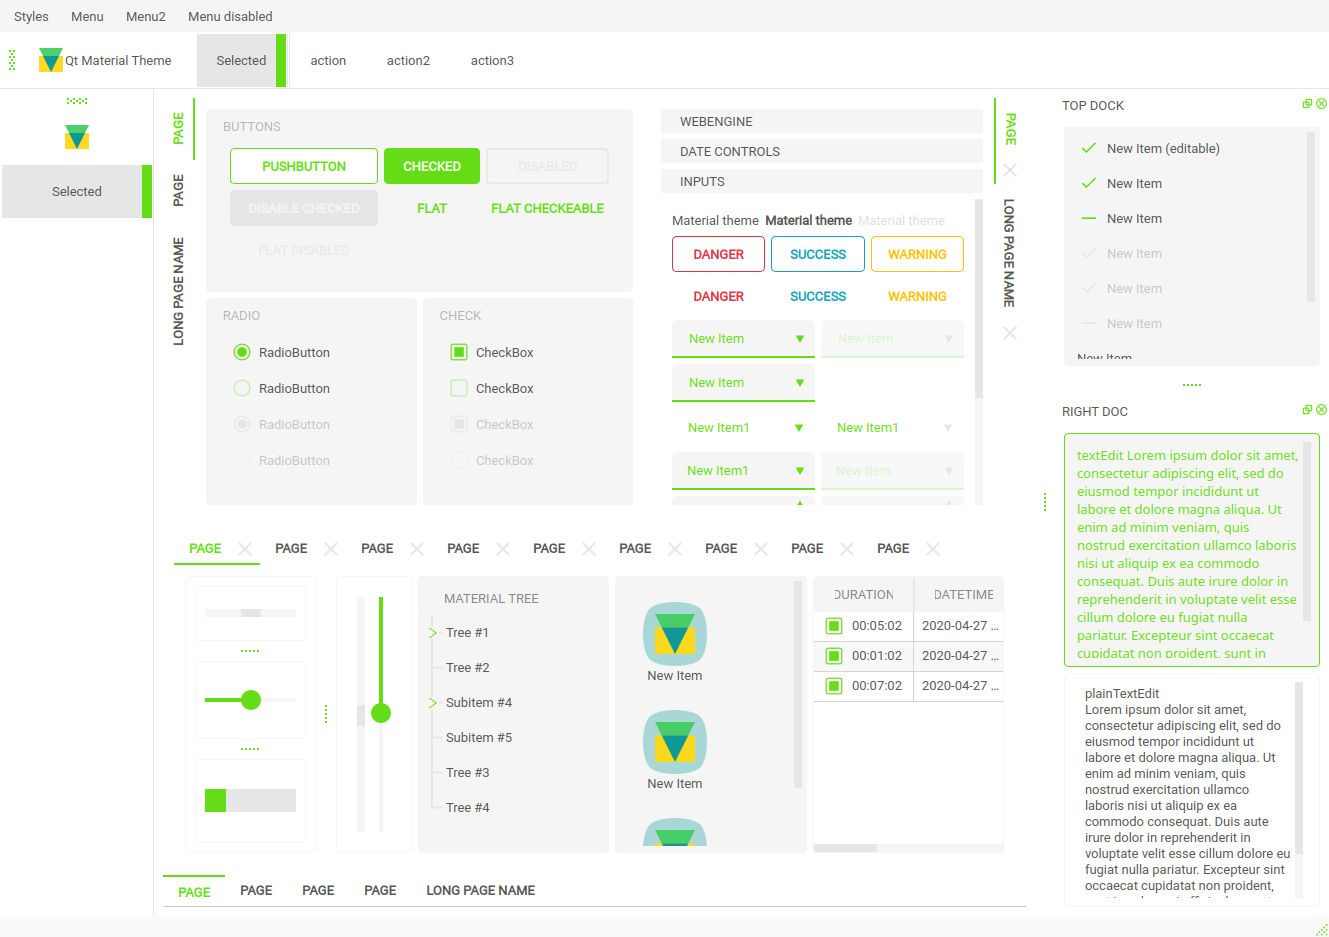 Styles Menu Menu2 Menu disabled
Qt Material Theme Selected action action2 action3
Selected
PAGE
PAGE
LONG PAGE NAME
BUTTONS
PUSHBUTTON CHECKED DISABLED
DISABLE CHECKED FLAT FLAT CHECKEABLE
FLAT DISABLED
RADIO
RadioButton
RadioButton
RadioButton
RadioButton
CHECK
CheckBox
CheckBox
CheckBox
CheckBox
WEBENGINE
DATE CONTROLS
INPUTS
Material theme Material theme Material theme
DANGER SUCCESS WARNING
DANGER SUCCESS WARNING
New Item New Item
New Item
New Item1 New Item1
New Item1 New Item
PAGE
LONG PAGE NAME
PAGE PAGE PAGE PAGE PAGE PAGE PAGE PAGE PAGE
MATERIAL TREE
Tree #1
Tree #2
Subitem #4
Subitem #5
Tree #3
Tree #4
New Item
New Item
DURATION DATETIME
00:05:02 2020-04-27 ...
00:01:02 2020-04-27 ...
00:07:02 2020-04-27 ...
PAGE PAGE PAGE PAGE LONG PAGE NAME
TOP DOCK
New Item (editable)
New Item
New Item
New Item
New Item
New Item
New Item
RIGHT DOC
textEdit Lorem ipsum dolor sit amet,
consectetur adipiscing elit, sed do
eiusmod tempor incididunt ut
labore et dolore magna aliqua. Ut
enim ad minim veniam, quis
nostrud exercitation ullamco laboris
nisi ut aliquip ex ea commodo
consequat. Duis aute irure dolor in
reprehenderit in voluptate velit esse
cillum dolore eu fugiat nulla
pariatur. Excepteur sint occaecat
cupidatat non proident, sunt in
plainTextEdit
Lorem ipsum dolor sit amet,
consectetur adipiscing elit, sed do
eiusmod tempor incididunt ut
labore et dolore magna aliqua. Ut
enim ad minim veniam, quis
nostrud exercitation ullamco
laboris nisi ut aliquip ex ea
commodo consequat. Duis aute
irure dolor in reprehenderit in
voluptate velit esse cillum dolore eu
fugiat nulla pariatur. Excepteur sint
occaecat cupidatat non proident,